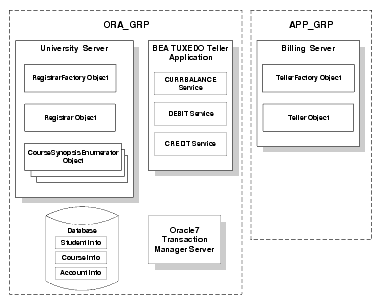 ORA_GRP
APP_GRP
University Server
RegistrarFactory Object
Registrar Object
CourseSynopsisEnumerator
Object
BEA TUXEDO Teller
Application
CURRBALANCE
Service
DEBIT Service
CREDIT Service
Billing Server
TellerFactory Object
Teller Object
Database
Student Info
Course Info
Account Info
Oracle7
Transaction
Manager Server